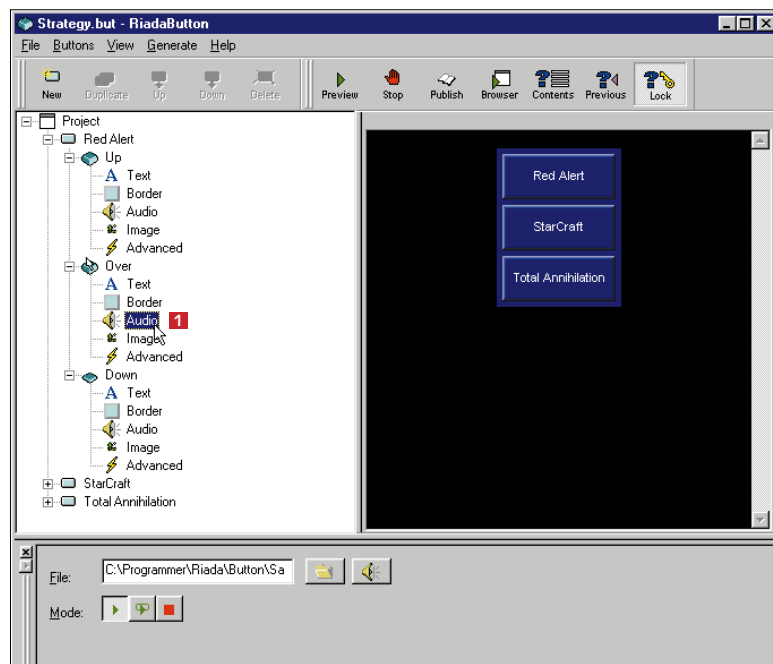 Strategy.but - RiadaButton
File Buttons View Generate Help
New Duplicate Up Down Delete Preview Stop Publish Browser Contents Previous Lock
Project
Red Alert
Up
Text
Border
Audio
Image
Advanced
Over
Text
Border
Audio 1
Image
Advanced
Down
Text
Border
Audio
Image
Advanced
StarCraft
Total Annihilation
Red Alert
StarCraft
Total Annihilation
File: C:\Programmer\Riada\Button\Sa
Mode: